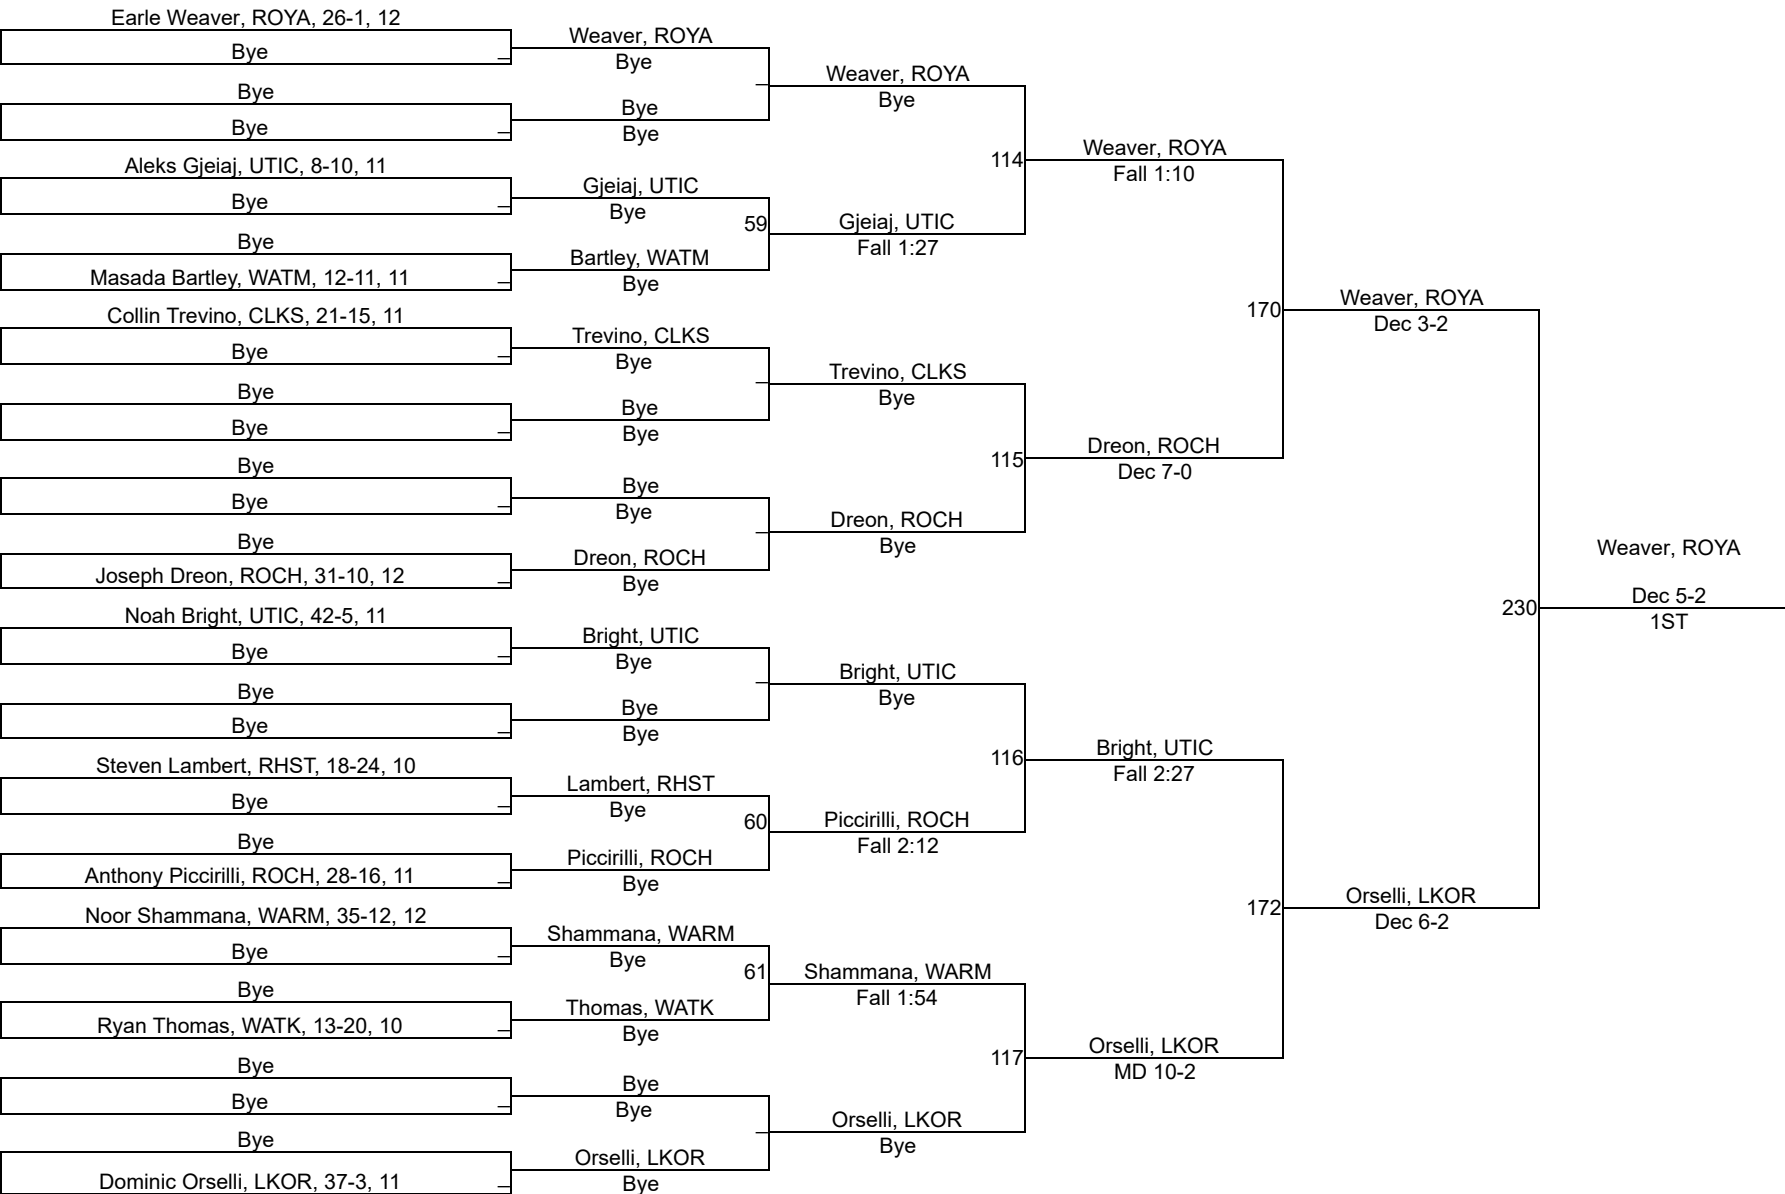 Earle Weaver, ROYA, 26-1, 12
Bye
Bye
Bye
Aleks Gjeiaj, UTIC, 8-10, 11
Bye
Bye
Masada Bartley, WATM, 12-11, 11
Collin Trevino, CLKS, 21-15, 11
Bye
Bye
Bye
Bye
Bye
Bye
Joseph Dreon, ROCH, 31-10, 12
Noah Bright, UTIC, 42-5, 11
Bye
Bye
Bye
Steven Lambert, RHST, 18-24, 10
Bye
Bye
Anthony Piccirilli, ROCH, 28-16, 11
Noor Shammana, WARM, 35-12, 12
Bye
Bye
Ryan Thomas, WATK, 13-20, 10
Bye
Bye
Bye
Dominic Orselli, LKOR, 37-3, 11
Weaver, ROYA
Bye
Bye
Bye
Gjeiaj, UTIC
Bye
59
Bartley, WATM
Bye
Trevino, CLKS
Bye
Bye
Bye
Bye
Bye
Dreon, ROCH
Bye
Bright, UTIC
Bye
Bye
Bye
Lambert, RHST
Bye
60
Piccirilli, ROCH
Bye
Shammana, WARM
Bye
61
Thomas, WATK
Bye
Bye
Bye
Orselli, LKOR
Bye
Weaver, ROYA
Bye
114
Gjeiaj, UTIC
Fall 1:27
Trevino, CLKS
Bye
115
Dreon, ROCH
Bye
Bright, UTIC
Bye
116
Piccirilli, ROCH
Fall 2:12
Shammana, WARM
Fall 1:54
117
Orselli, LKOR
Bye
Weaver, ROYA
Fall 1:10
170
Dreon, ROCH
Dec 7-0
Bright, UTIC
Fall 2:27
172
Orselli, LKOR
MD 10-2
Weaver, ROYA
Dec 3-2
230
Orselli, LKOR
Dec 6-2
Weaver, ROYA
Dec 5-2
1ST